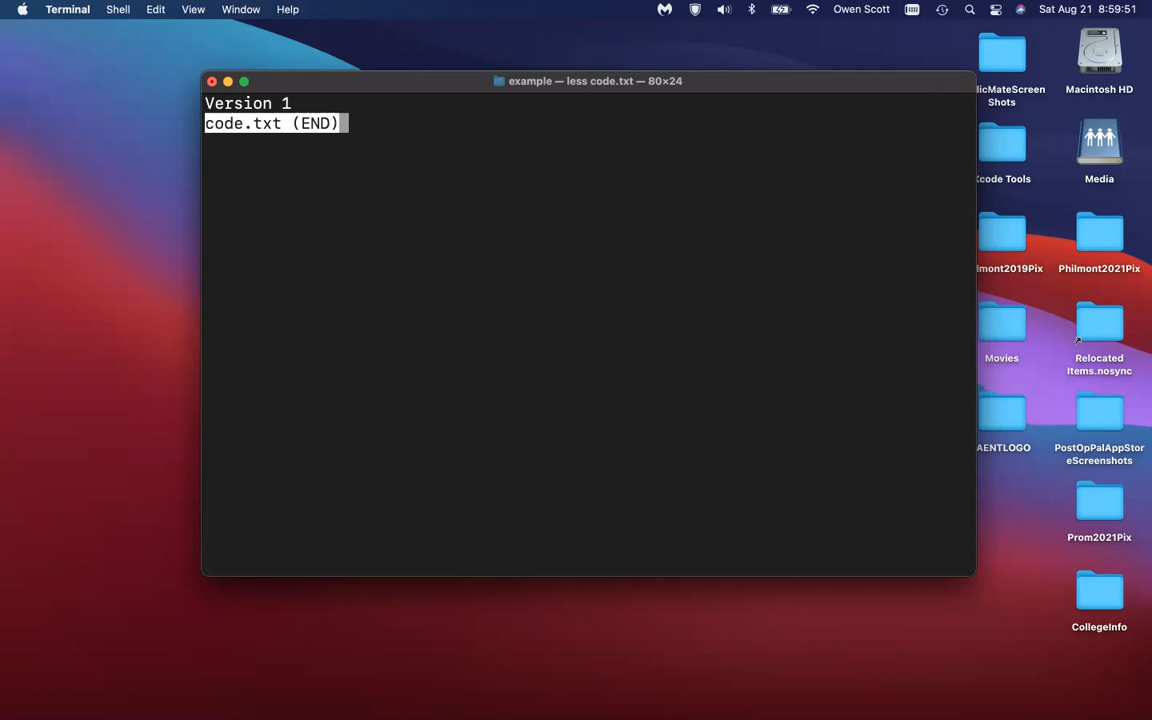 Terminal Shell Edit View Window Help Owen Scott Sat Aug 21 8:59:51
example — less code.txt — 80×24
Version 1
code.txt (END)
licMateScreen
Shots
Macintosh HD
Xcode Tools
Media
lmont2019Pix
Philmont2021Pix
Movies
Relocated
Items.nosync
AENTLOGO
PostOpPalAppStor
eScreenshots
Prom2021Pix
CollegeInfo